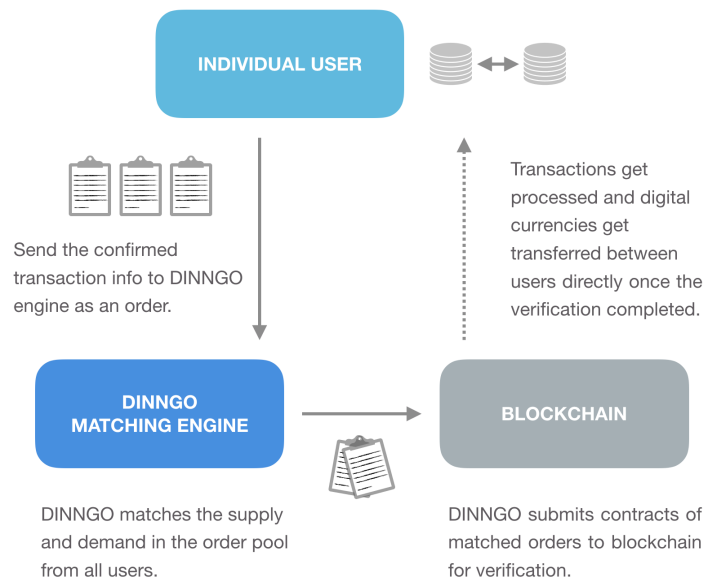 INDIVIDUAL USER
Send the confirmed
transaction info to DINNGO
engine as an order.
Transactions get
processed and digital
currencies get
transferred between
users directly once the
verification completed.
DINNGO
MATCHING ENGINE
BLOCKCHAIN
DINNGO matches the supply
and demand in the order pool
from all users.
DINNGO submits contracts of
matched orders to blockchain
for verification.